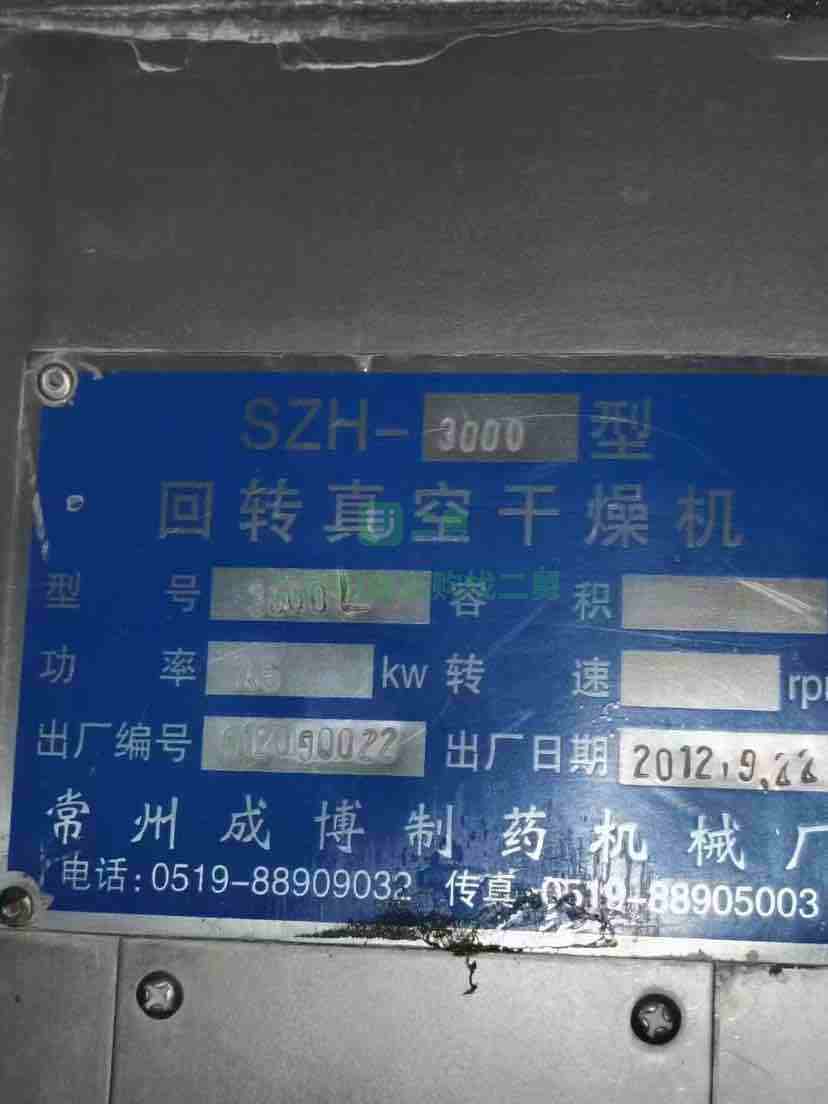 SZH-3000型
回转真空干燥机
型号 3000L 容积
功率 kw 转速
出厂编号 出厂日期 2012.9.22
常州成博制药机械厂
电话:0519-88909032 传真:0519-88905003